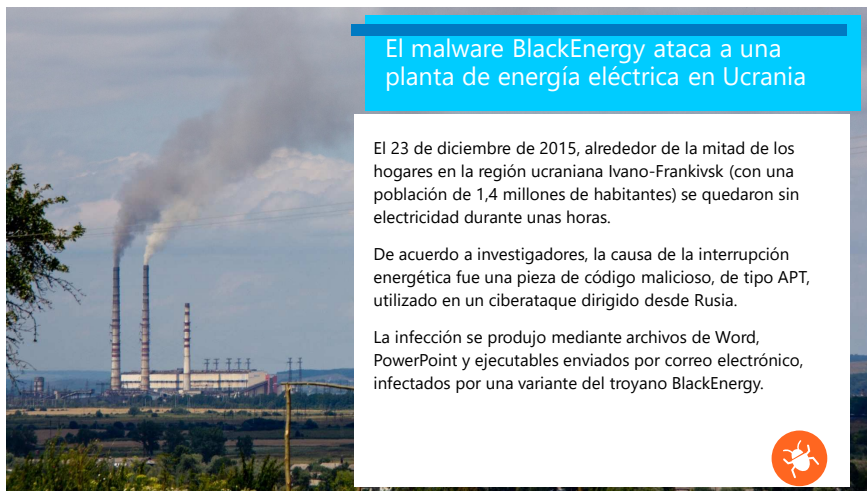 El malware BlackEnergy ataca a una
planta de energía eléctrica en Ucrania
El 23 de diciembre de 2015, alrededor de la mitad de los
hogares en la región ucraniana Ivano-Frankivsk (con una
población de 1,4 millones de habitantes) se quedaron sin
electricidad durante unas horas.
De acuerdo a investigadores, la causa de la interrupción
energética fue una pieza de código malicioso, de tipo APT,
utilizado en un ciberataque dirigido desde Rusia.
La infección se produjo mediante archivos de Word,
PowerPoint y ejecutables enviados por correo electrónico,
infectados por una variante del troyano BlackEnergy.